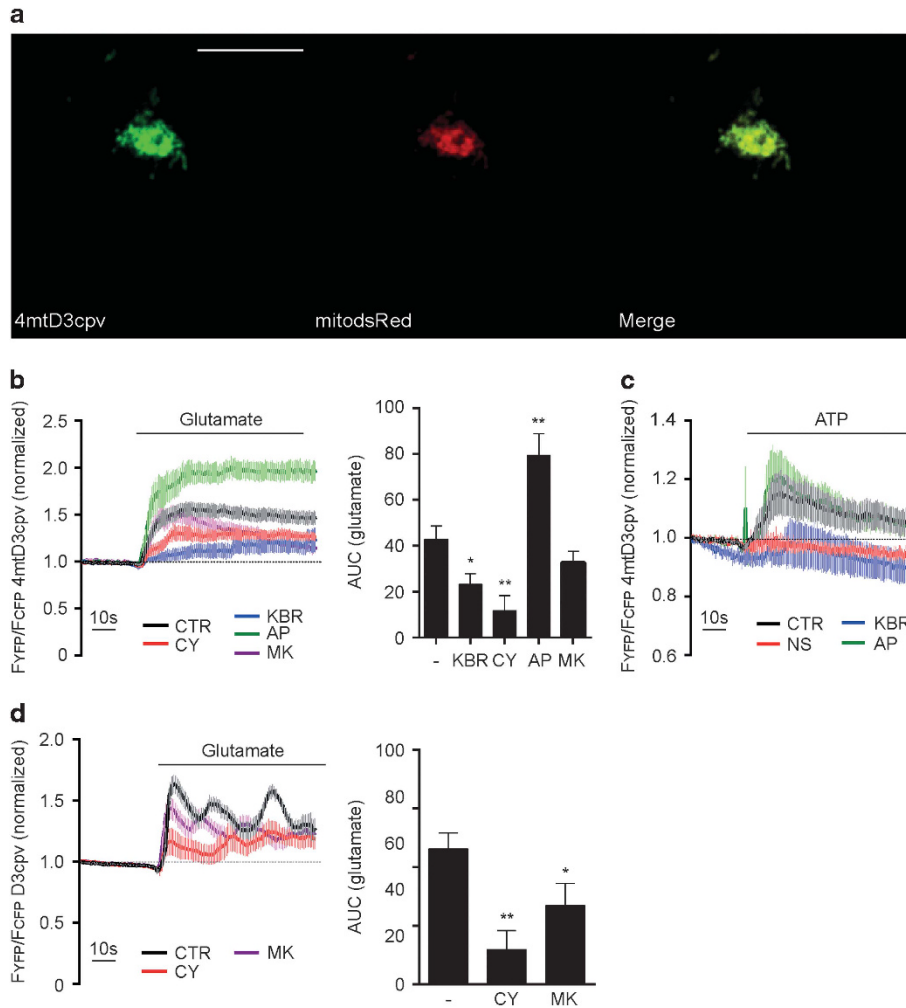 a
4mtD3cpv mitodsRed Merge
b
FYFP/FCFP 4mtD3cpv (normalized)
2.5
2.0
1.5
1.0
0.5
0
Glutamate
10s
CTR
CY
KBR
AP
MK
AUC (glutamate)
100
80
60
40
20
0
* ** **
- KBR CY AP MK
c
FYFP/FCFP 4mtD3cpv (normalized)
1.4
1.2
1.0
0.8
0.6
ATP
10s
CTR
NS
KBR
AP
d
FYFP/FCFP D3cpv (normalized)
2.0
1.5
1.0
0.5
0
Glutamate
10s
CTR
CY
MK
AUC (glutamate)
100
80
60
40
20
0
** *
- CY MK